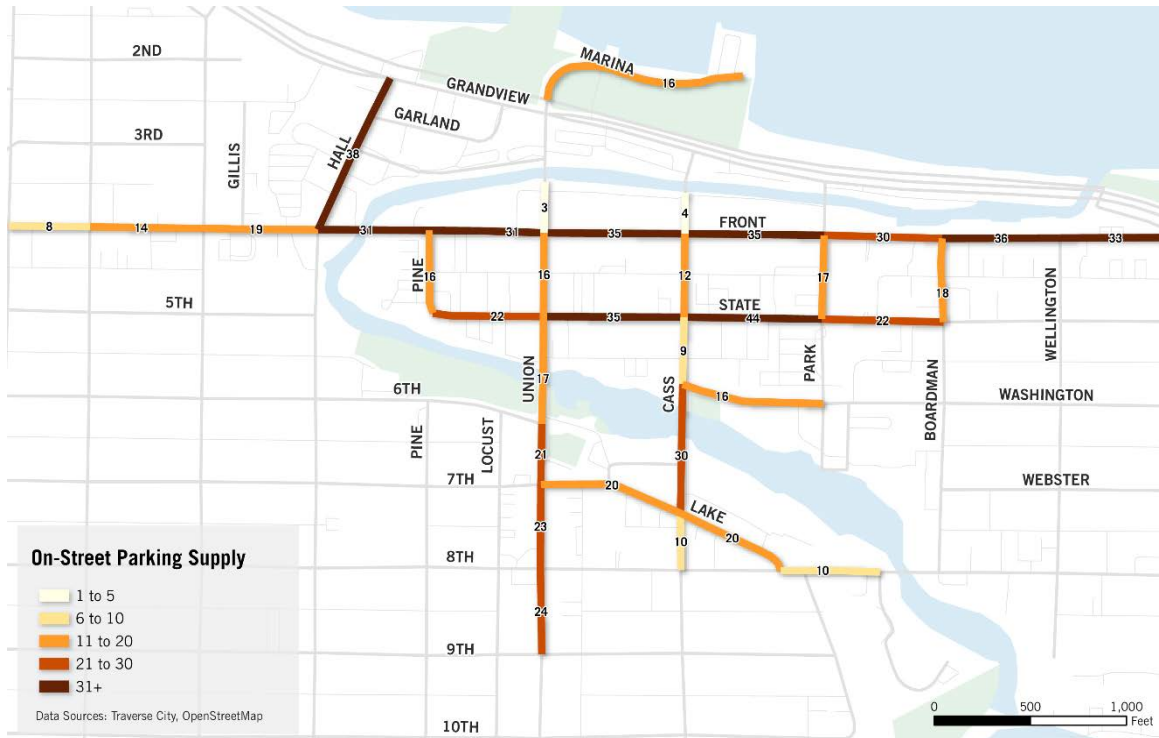 2ND
MARINA
16
GRANDVIEW
GARLAND
3RD
GILLIS
HALL
38
3
4
FRONT
8
14
19
31
31
35
35
30
36
33
PINE
16
16
12
17
18
5TH
STATE
22
35
44
22
WELLINGTON
UNION
17
9
CASS
PARK
BOARDMAN
6TH
16
WASHINGTON
PINE
LOCUST
21
30
7TH
20
WEBSTER
LAKE
23
10
20
8TH
10
24
9TH
10TH
On-Street Parking Supply
1 to 5
6 to 10
11 to 20
21 to 30
31+
Data Sources: Traverse City, OpenStreetMap
0 500 1,000
Feet